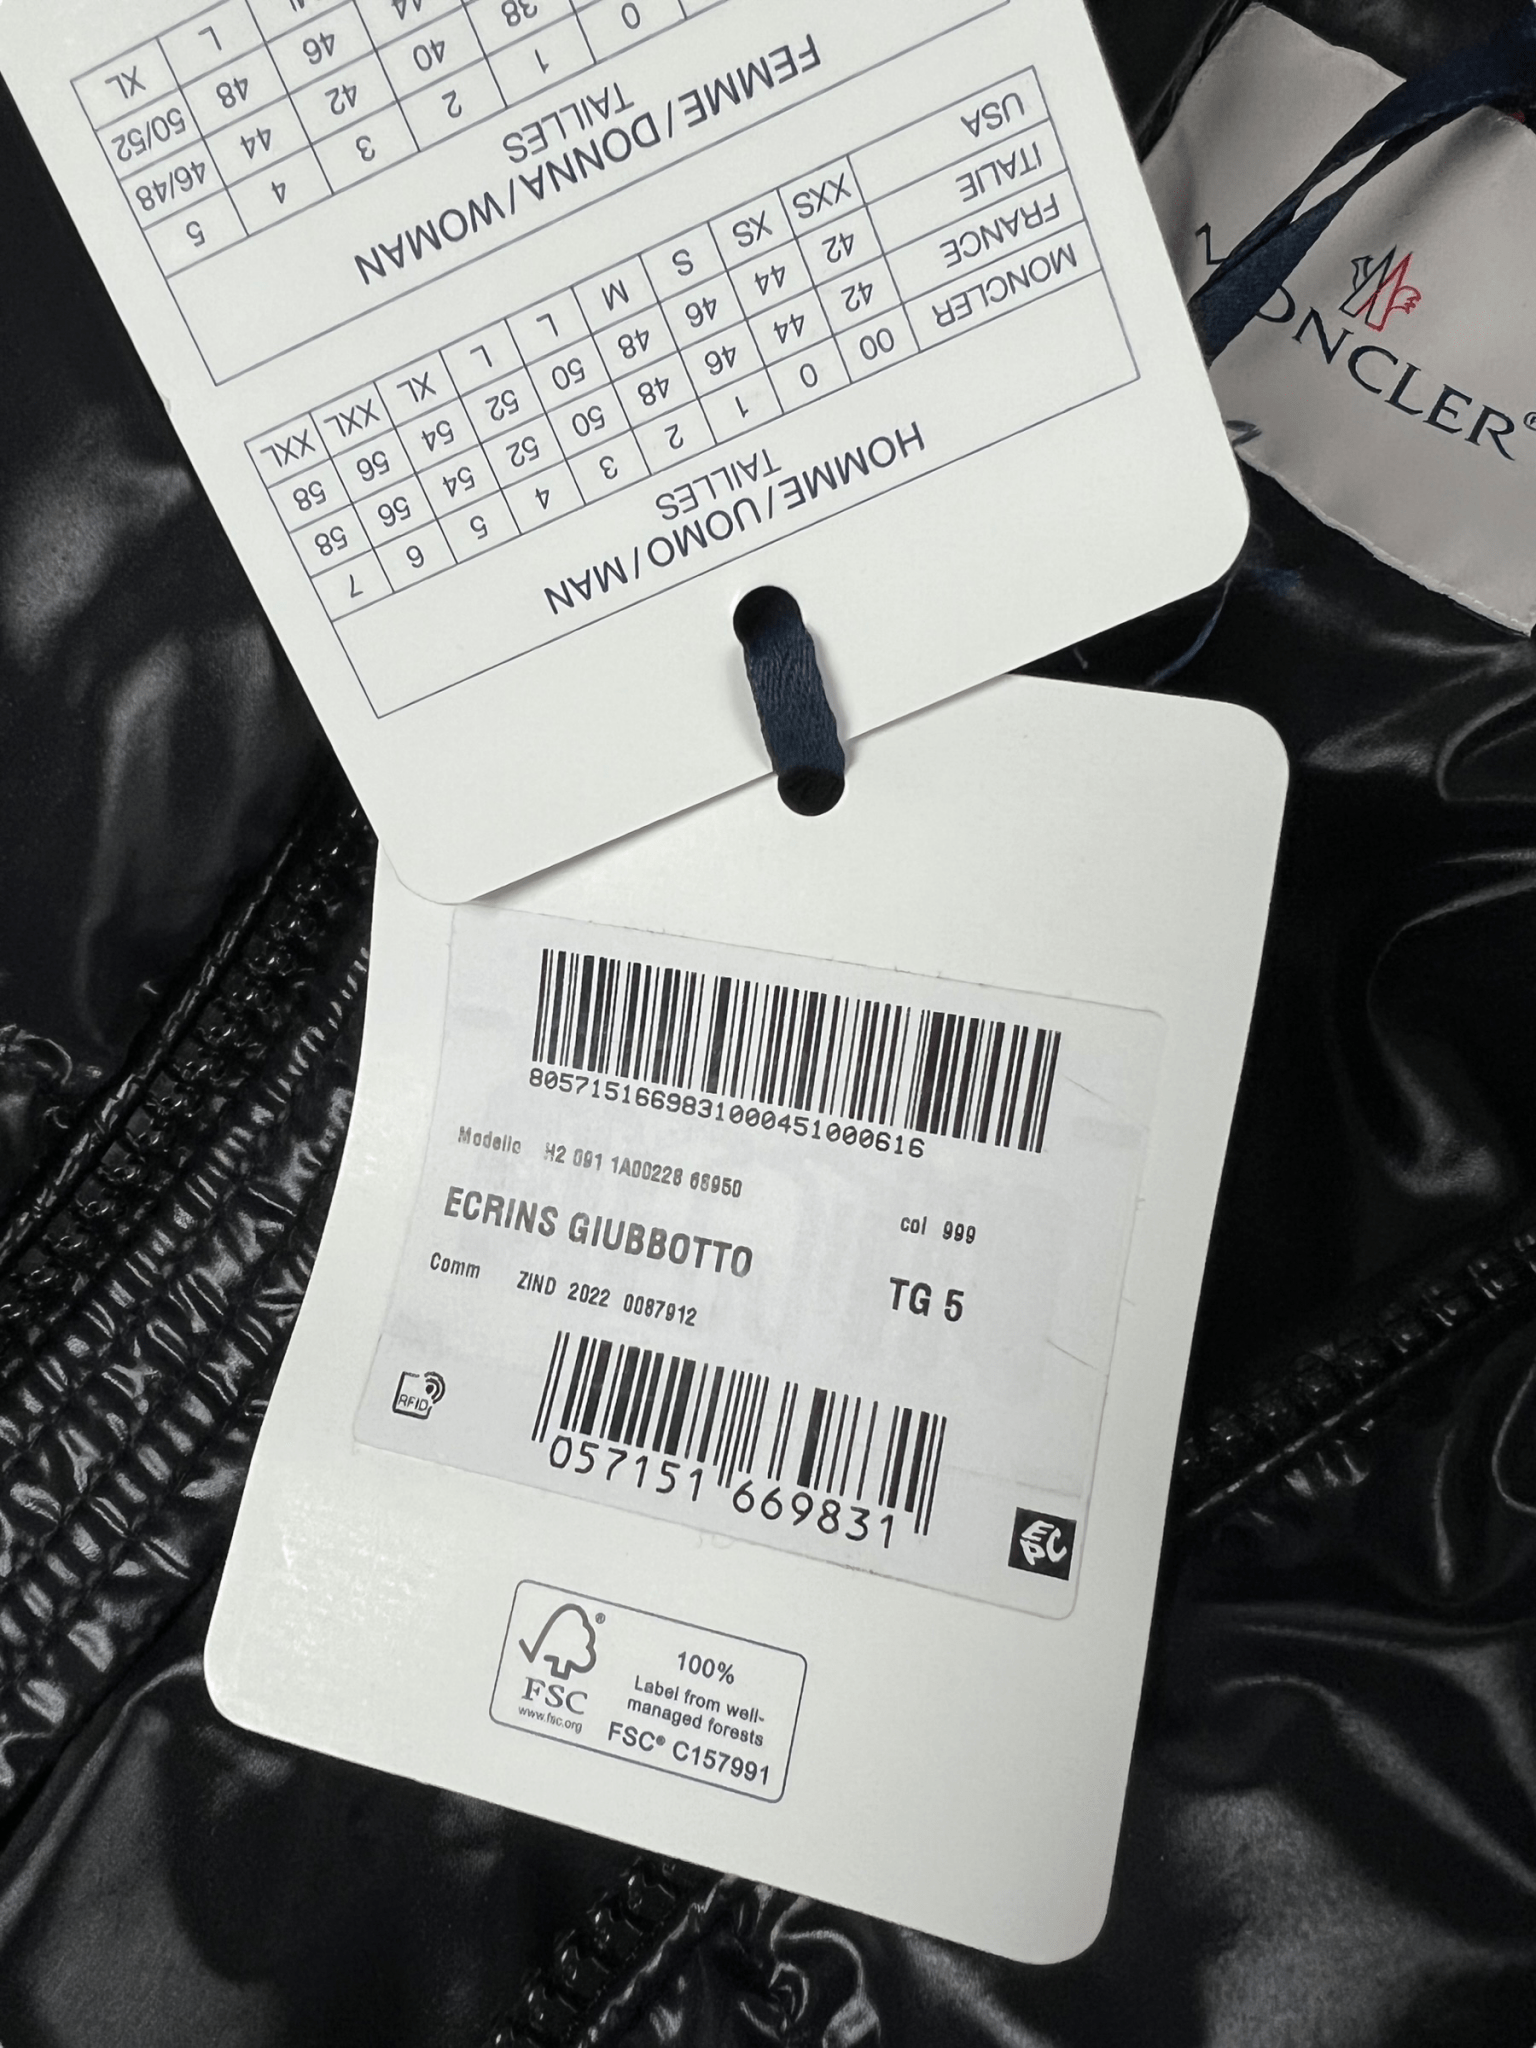 HOMME/UOMO/MAN
TAILLES
MONCLER 00 0 1 2 3 4 5 6 7
FRANCE 42 44 46 48 50 52 54 56 58
ITALIE 42 44 46 48 50 52 54 56 58
USA XXS XS S M L L XL XXL XXL
FEMME/DONNA/WOMAN
TAILLES
0 1 2 3 4 5
38 40 42 44 46/48
44 46 48 50/52
L XL
MONCLER®
8057151669831000451000616
Modello H2 091 1A00228 68950
col 999
ECRINS GIUBBOTTO
TG 5
Comm ZIND 2022 0087912
RFID
057151 669831
EPC
FSC®
www.fsc.org
100%
Label from well-
managed forests
FSC® C157991